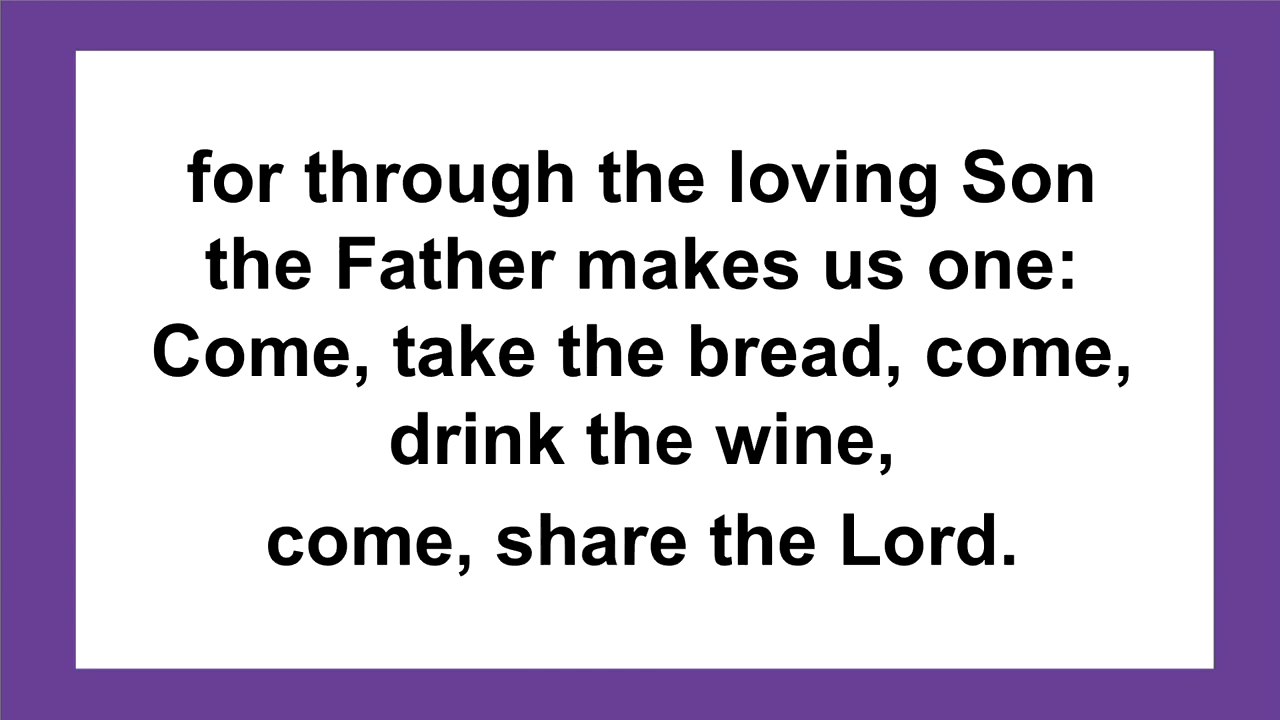 for through the loving Son
the Father makes us one:
Come, take the bread, come,
drink the wine,
come, share the Lord.